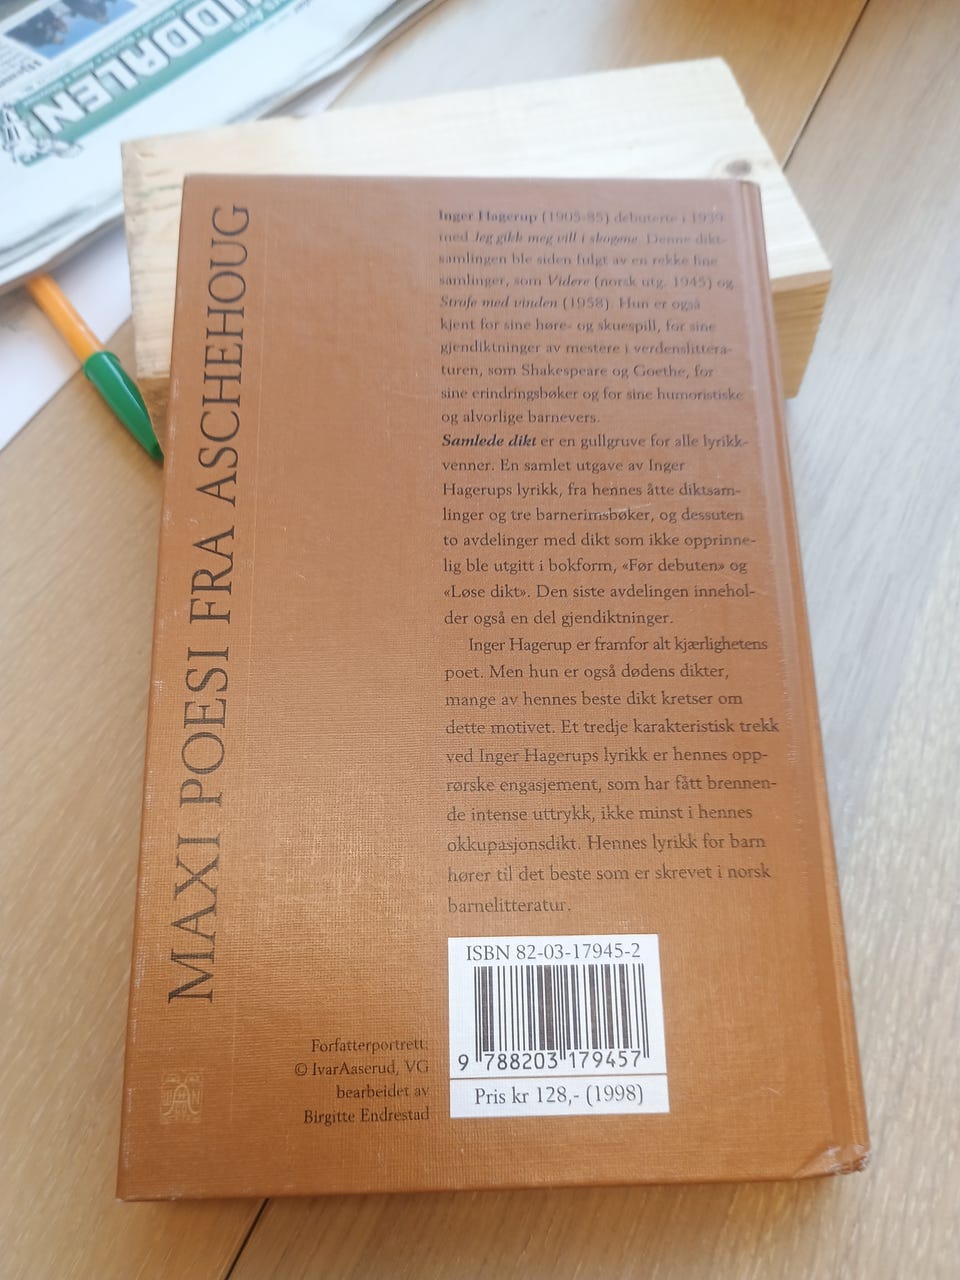 UDDALEN
MAXI POESI FRA ASCHEHOUG
Inger Hagerup (1905-85) debuterte i 1939
med Jeg gikk meg vill i skogene. Denne dikt-
samlingen ble siden fulgt av en rekke fine
samlinger, som Videre (norsk utg. 1945) og
Strofe med vinden (1958). Hun er også
kjent for sine høre- og skuespill, for sine
gjendiktninger av mestere i verdenslittera-
turen, som Shakespeare og Goethe, for
sine erindringsbøker og for sine humoristiske
og alvorlige barnevers.
Samlede dikt er en gullgruve for alle lyrikk-
venner. En samlet utgave av Inger
Hagerups lyrikk, fra hennes åtte diktsam-
linger og tre barnerimsbøker, og dessuten
to avdelinger med dikt som ikke opprinne-
lig ble utgitt i bokform, «Før debuten» og
«Løse dikt». Den siste avdelingen innehol-
der også en del gjendiktninger.
Inger Hagerup er framfor alt kjærlighetens
poet. Men hun er også dødens dikter,
mange av hennes beste dikt kretser om
dette motivet. Et tredje karakteristisk trekk
ved Inger Hagerups lyrikk er hennes opp-
rørske engasjement, som har fått brennen-
de intense uttrykk, ikke minst i hennes
okkupasjonsdikt. Hennes lyrikk for barn
hører til det beste som er skrevet i norsk
barnelitteratur.
ISBN 82-03-17945-2
9 788203 179457
Pris kr 128,- (1998)
Forfatterportrett:
© IvarAaserud, VG
bearbeidet av
Birgitte Endrestad